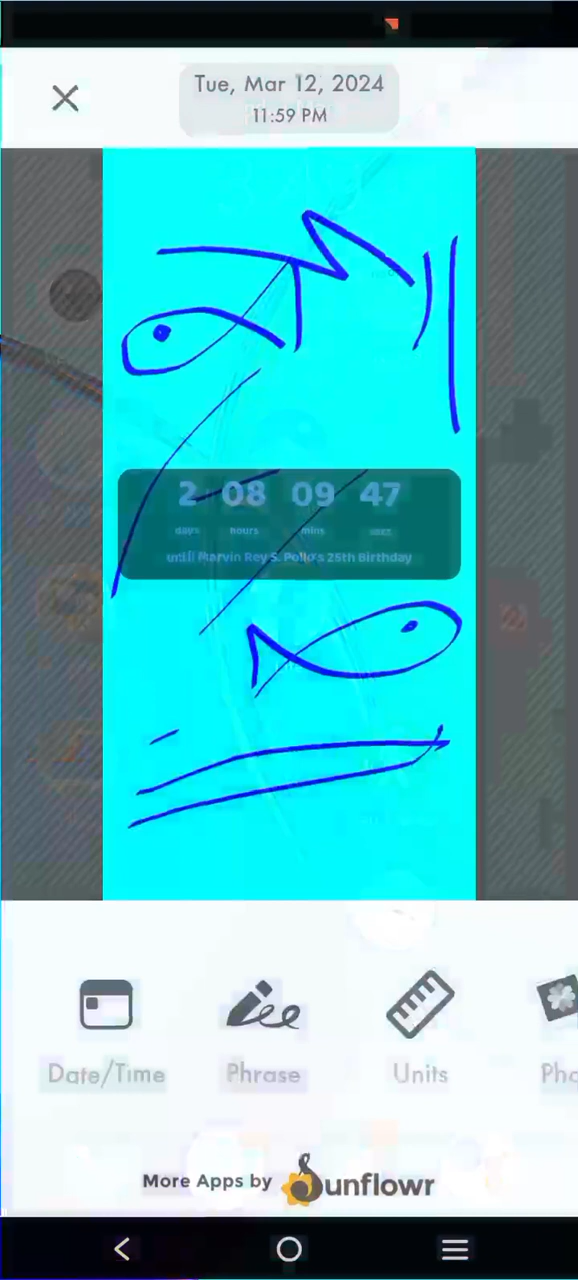 Tue, Mar 12, 2024
11:59 PM
2 08 09 47
days hours mins secs
until Marvin Rey S. Pollo's 25th Birthday
Date/Time Phrase Units Pho
More Apps by Sunflowr